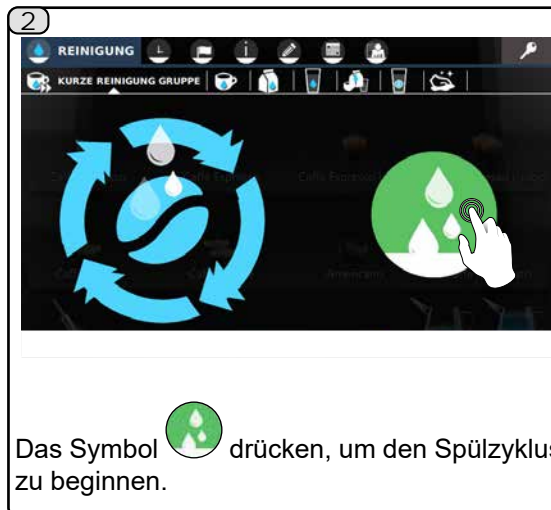 2
REINIGUNG
KURZE REINIGUNG GRUPPE
Das Symbol drücken, um den Spülzyklus
zu beginnen.